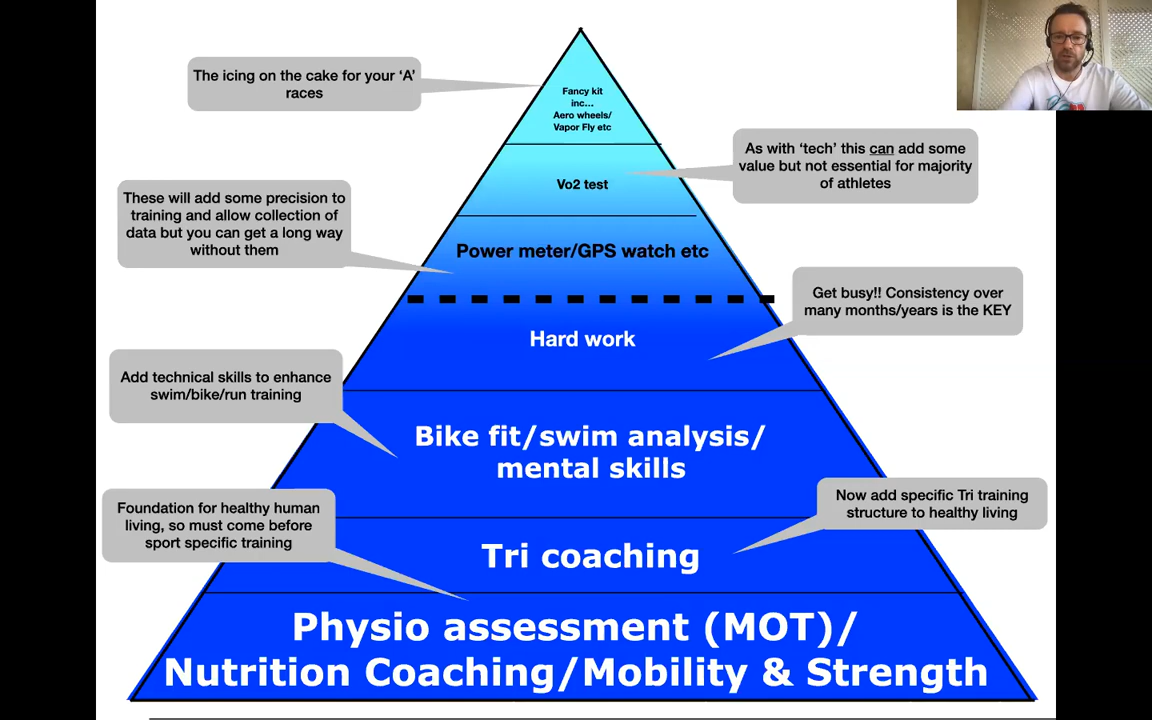 The icing on the cake for your ‘A’
races
Fancy kit
inc...
Aero wheels/
Vapor Fly etc
As with ‘tech’ this can add some
value but not essential for majority
of athletes
Vo2 test
These will add some precision to
training and allow collection of
data but you can get a long way
without them
Power meter/GPS watch etc
Get busy!! Consistency over
many months/years is the KEY
Hard work
Add technical skills to enhance
swim/bike/run training
Bike fit/swim analysis/
mental skills
Foundation for healthy human
living, so must come before
sport specific training
Now add specific Tri training
structure to healthy living
Tri coaching
Physio assessment (MOT)/
Nutrition Coaching/Mobility & Strength